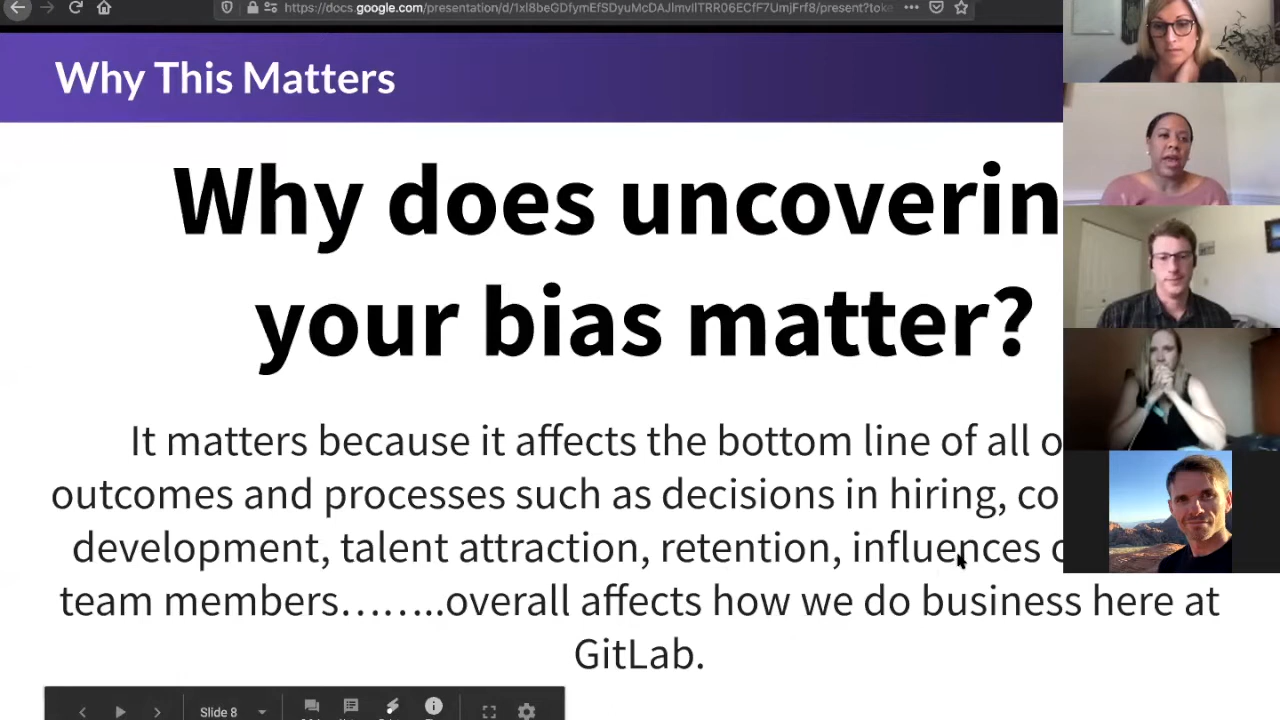 https://docs.google.com/presentation/d/1xl8beGDfymEfSDyuMcDAJlmvIlTRR06ECfF7UmjFrf8/present?toke
Why This Matters
Why does uncoverin
your bias matter?
It matters because it affects the bottom line of all o
outcomes and processes such as decisions in hiring, co
development, talent attraction, retention, influences
team members……..overall affects how we do business here at
GitLab.
Slide 8